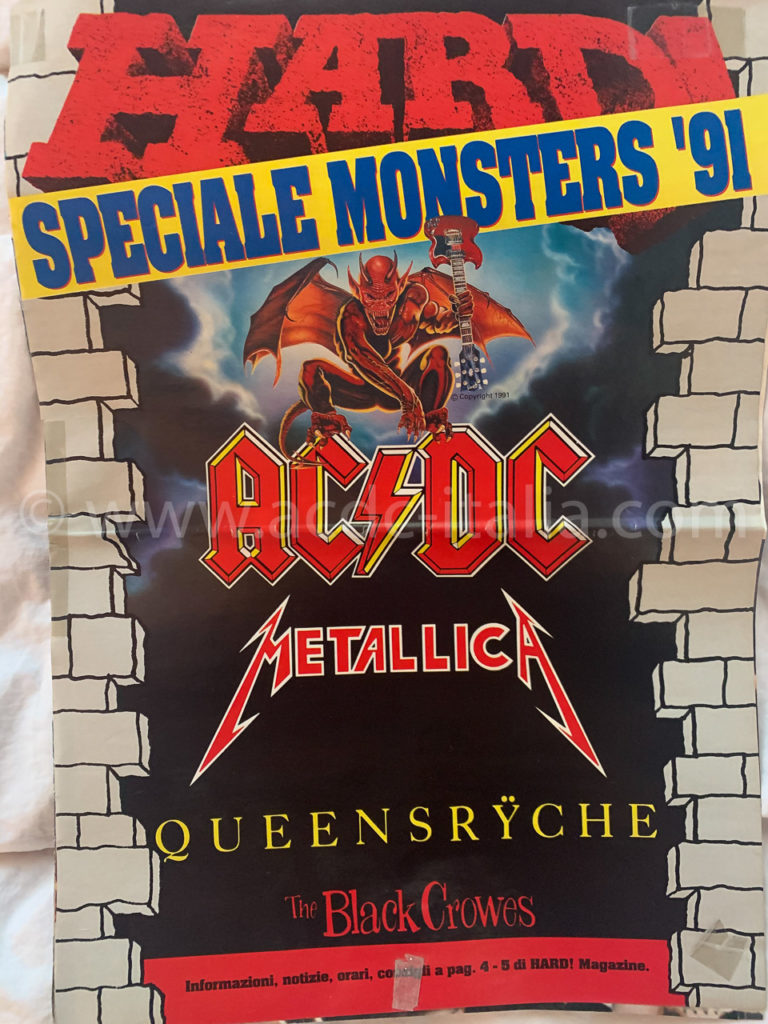 HARD!
SPECIALE MONSTERS '91
© Copyright 1991
AC⚡DC
© www.acdc-italia.com
METALLICA
QUEENSRŸCHE
The Black Crowes
Informazioni, notizie, orari, a pag. 4 - 5 di HARD! Magazine.